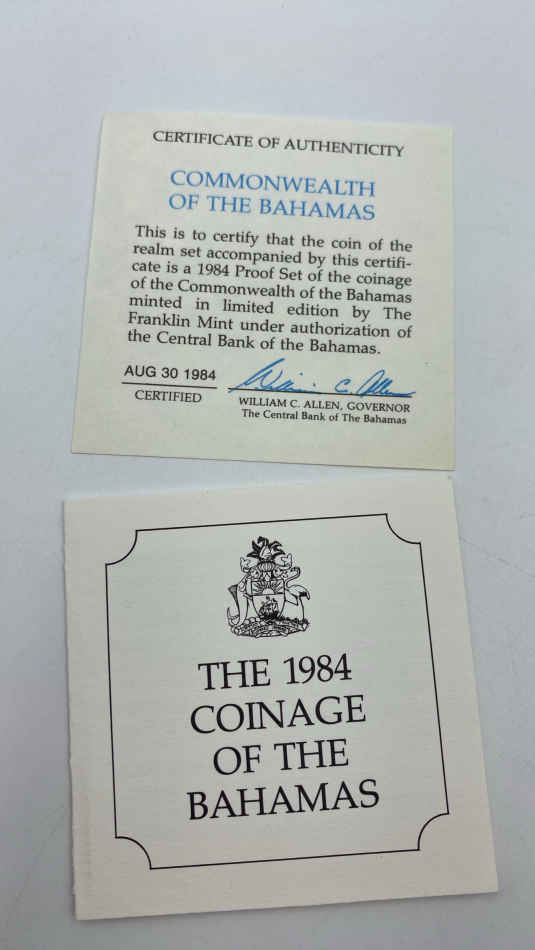 CERTIFICATE OF AUTHENTICITY
COMMONWEALTH
OF THE BAHAMAS
This is to certify that the coin of the
realm set accompanied by this certifi-
cate is a 1984 Proof Set of the coinage
of the Commonwealth of the Bahamas
minted in limited edition by The
Franklin Mint under authorization of
the Central Bank of the Bahamas.
AUG 30 1984
CERTIFIED
William C. Allen
WILLIAM C. ALLEN, GOVERNOR
The Central Bank of The Bahamas
THE 1984
COINAGE
OF THE
BAHAMAS